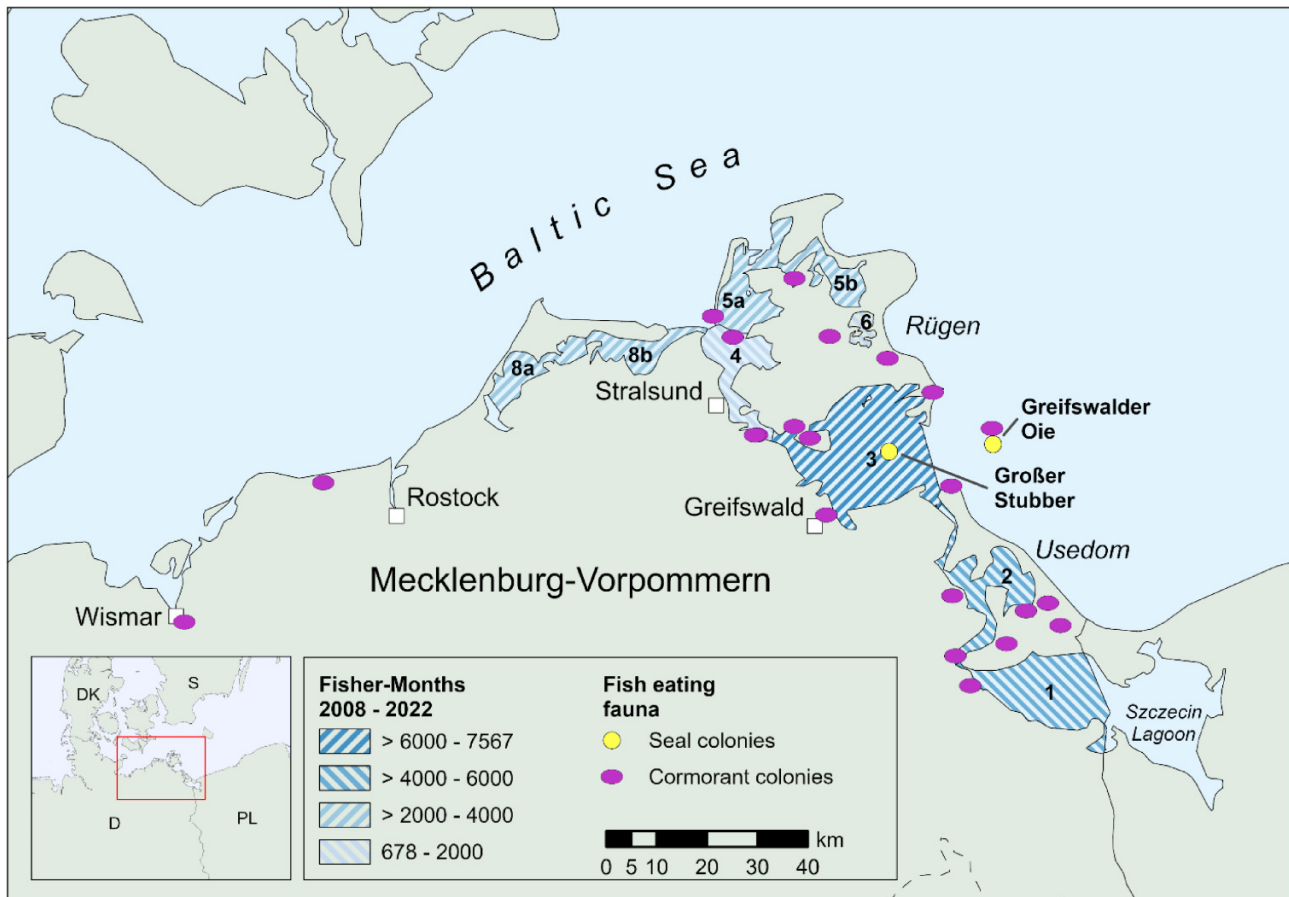 Baltic Sea
5a
5b
6
Rügen
4
8a
8b
Stralsund
Greifswalder
Oie
3
Großer
Stubber
Rostock
Greifswald
Usedom
2
Mecklenburg-Vorpommern
Wismar
1
Szczecin
Lagoon
DK
S
D
PL
Fisher-Months
2008 - 2022
> 6000 - 7567
> 4000 - 6000
> 2000 - 4000
678 - 2000
Fish eating
fauna
Seal colonies
Cormorant colonies
km
0 5 10 20 30 40